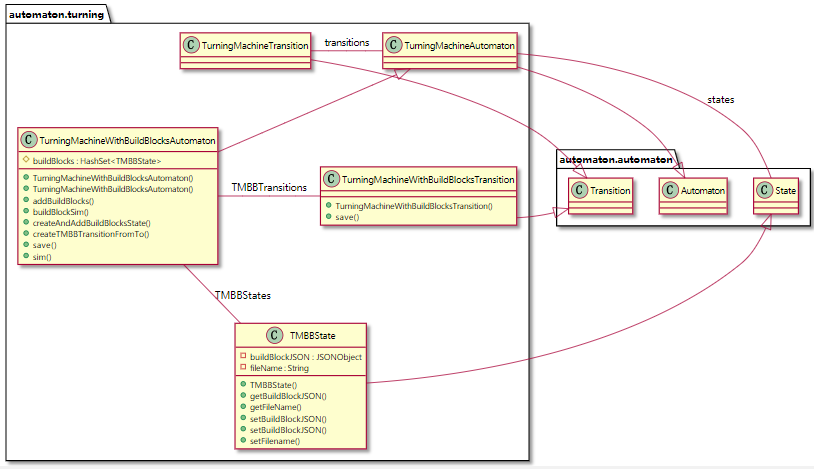 automaton.turning
C TurningMachineTransition
transitions
C TurningMachineAutomaton
states
C TurningMachineWithBuildBlocksAutomaton
buildBlocks : HashSet<TMBBState>
TurningMachineWithBuildBlocksAutomaton()
TurningMachineWithBuildBlocksAutomaton()
addBuildBlocks()
buildBlockSim()
createAndAddBuildBlocksState()
createTMBBTransitionFromTo()
save()
sim()
TMBBTransitions
C TurningMachineWithBuildBlocksTransition
TurningMachineWithBuildBlocksTransition()
save()
automaton.automaton
C Transition
C Automaton
C State
TMBBStates
C TMBBState
buildBlockJSON : JSONObject
fileName : String
TMBBState()
getBuildBlockJSON()
getFileName()
setBuildBlockJSON()
setBuildBlockJSON()
setFilename()